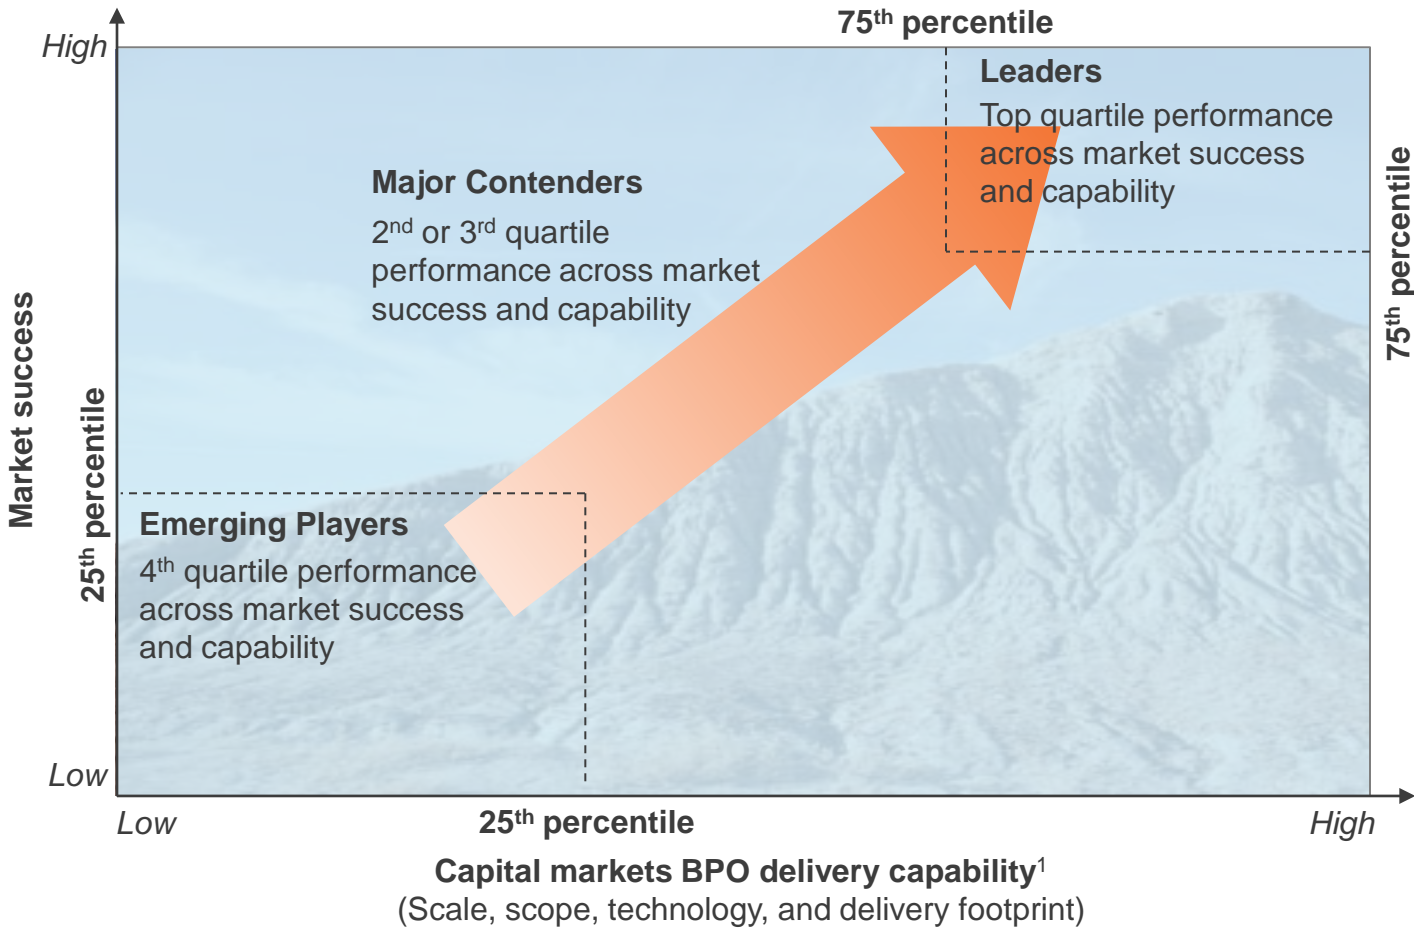 75th percentile
High
Leaders
Top quartile performance
across market success
and capability
Major Contenders
2nd or 3rd quartile
performance across market
success and capability
75th percentile
Market success
25th percentile
Emerging Players
4th quartile performance
across market success
and capability
Low
Low
25th percentile
High
Capital markets BPO delivery capability1
(Scale, scope, technology, and delivery footprint)